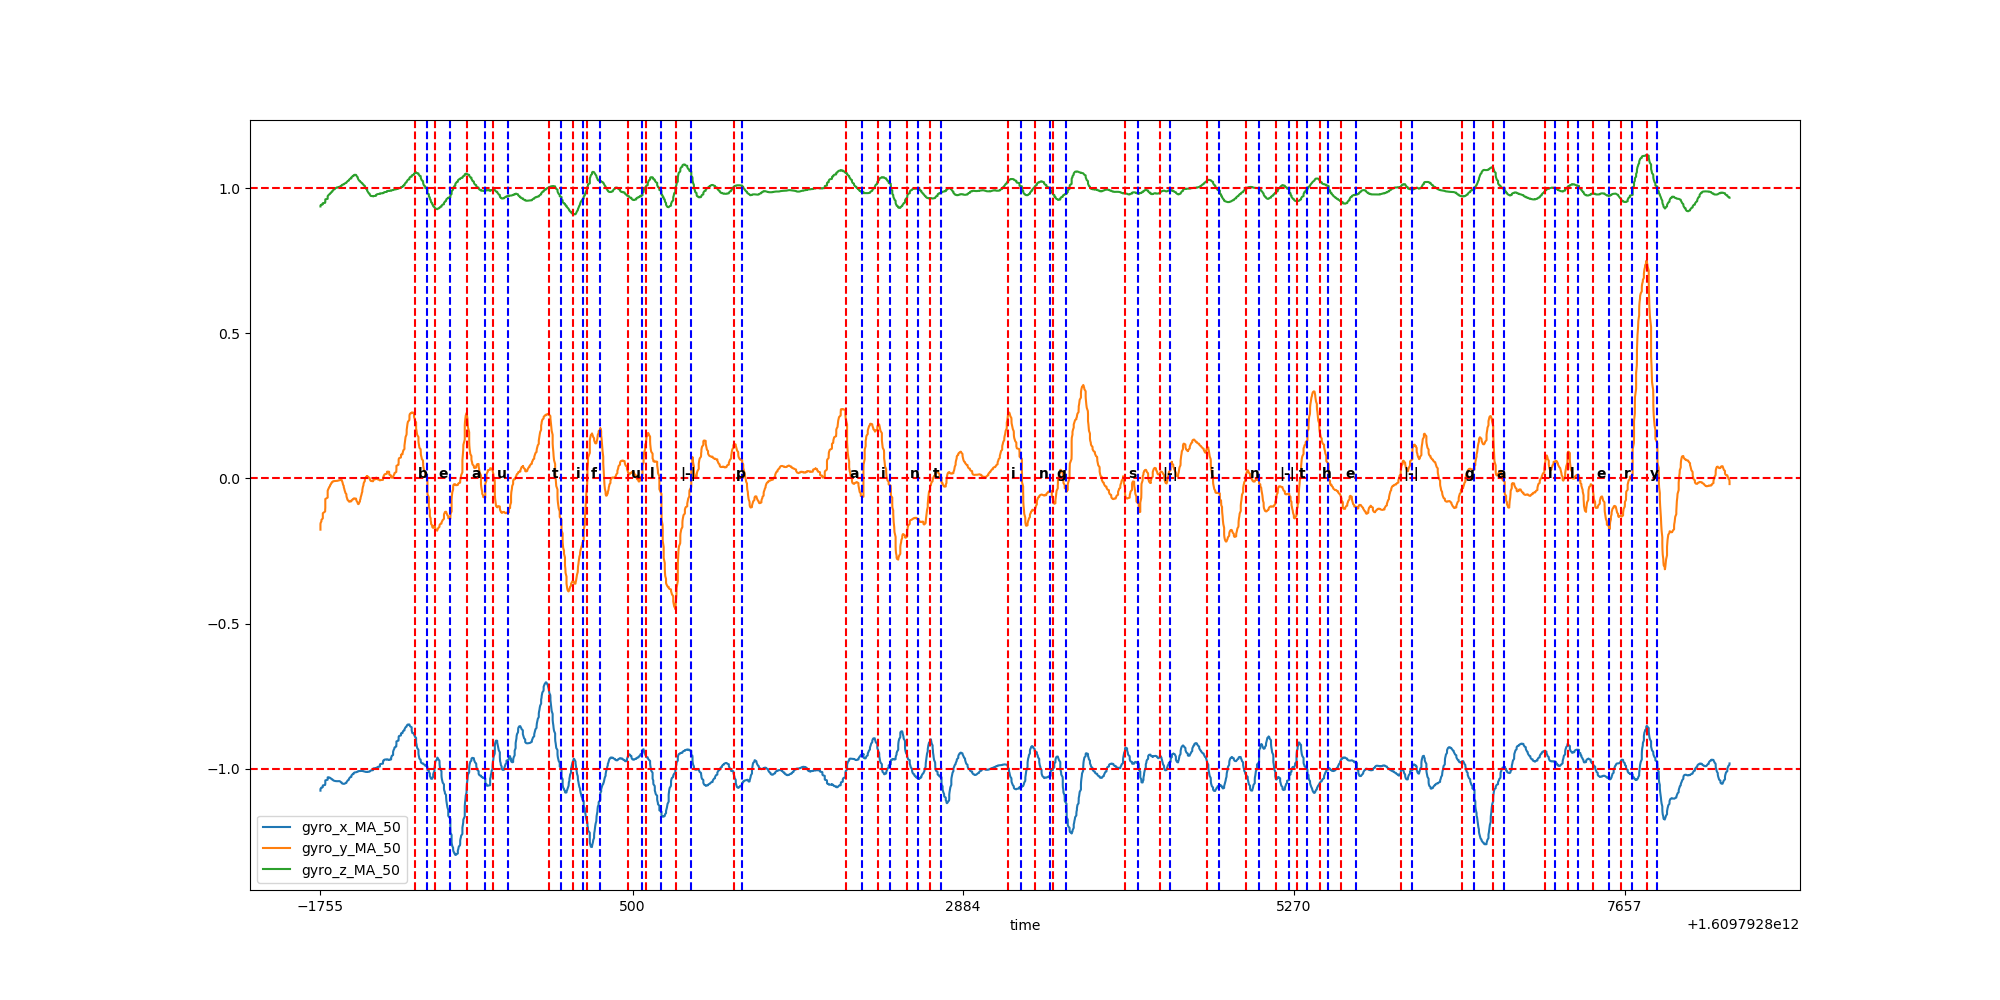 1.0
0.5
0.0
−0.5
−1.0
b e a u t i f u l |-| p a i n t i n g s |-| i n |-| t h e |-| g a l l e r y
gyro_x_MA_50
gyro_y_MA_50
gyro_z_MA_50
−1755 500 2884 5270 7657
time
+1.6097928e12